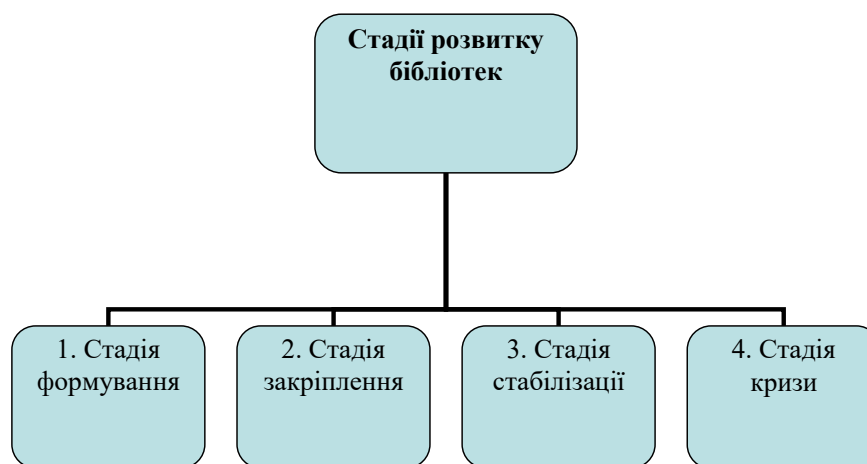 Стадії розвитку
бібліотек
1. Стадія
формування
2. Стадія
закріплення
3. Стадія
стабілізації
4. Стадія
кризи